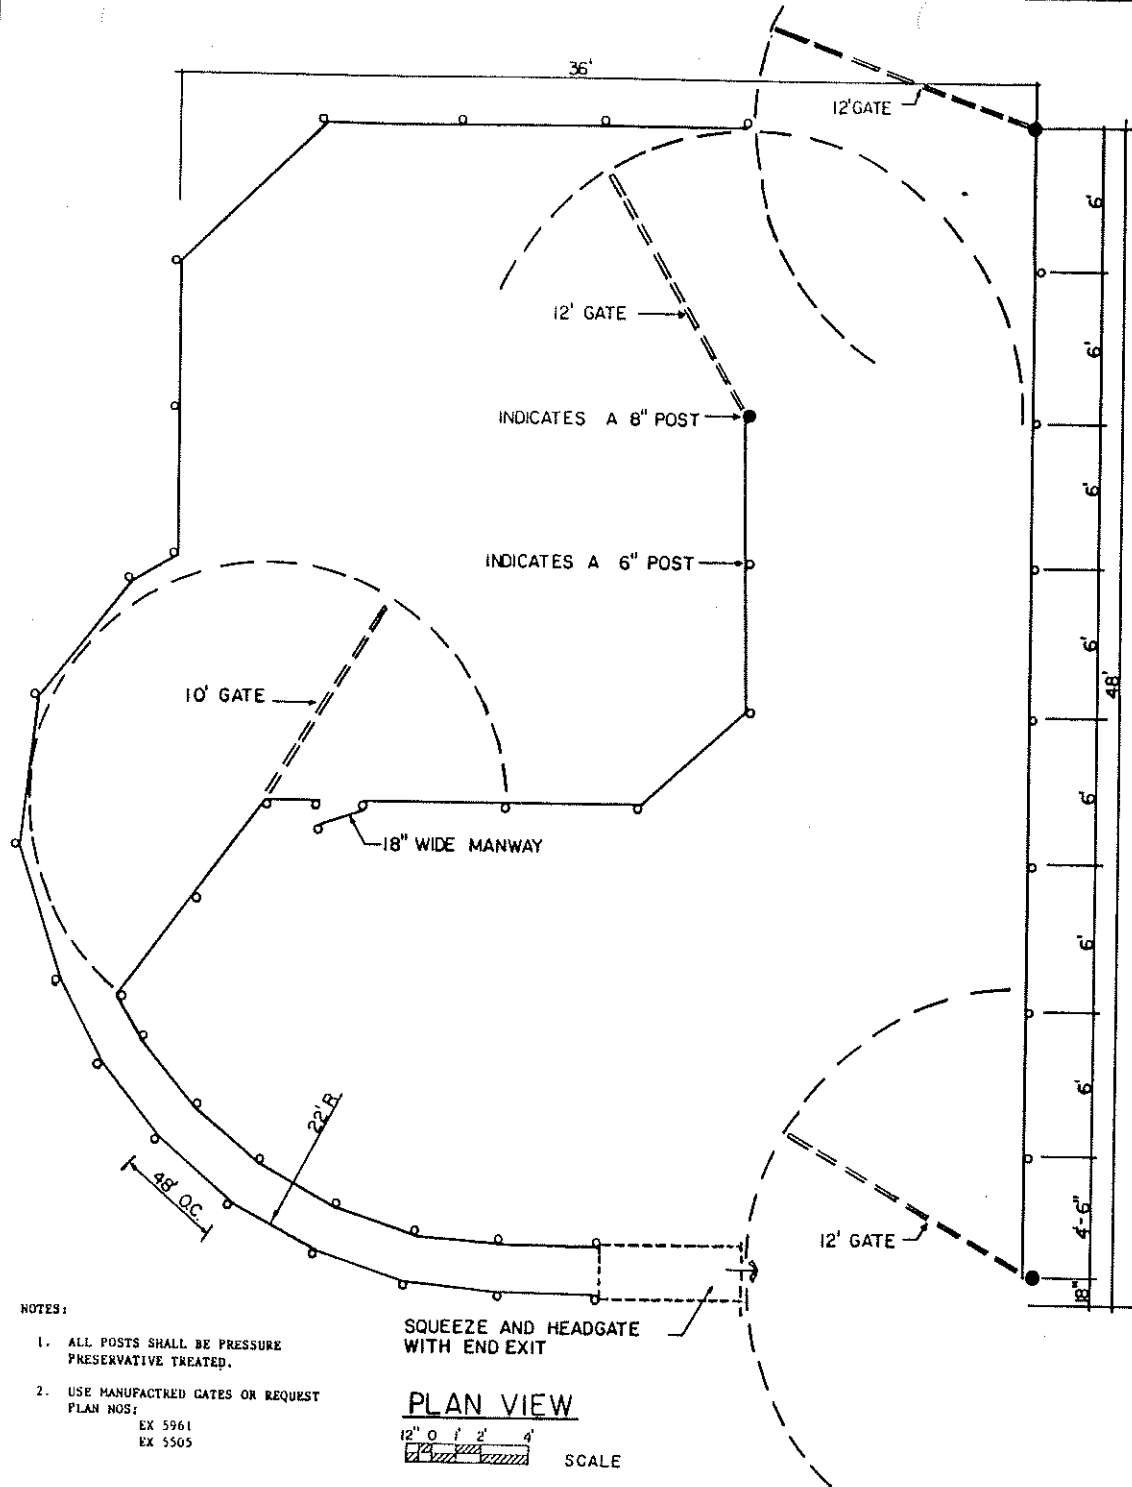 36'
12' GATE
6'
12' GATE
6'
INDICATES A 8" POST
6'
INDICATES A 6" POST
6'
48'
10' GATE
6'
18" WIDE MANWAY
6'
6'
22' R.
48' O.C.
4'-6"
12' GATE
18"
NOTES:
1. ALL POSTS SHALL BE PRESSURE
PRESERVATIVE TREATED.
2. USE MANUFACTRED GATES OR REQUEST
PLAN NOS:
EX 5961
EX 5505
SQUEEZE AND HEADGATE
WITH END EXIT
PLAN VIEW
12" 0 1' 2' 4'
SCALE